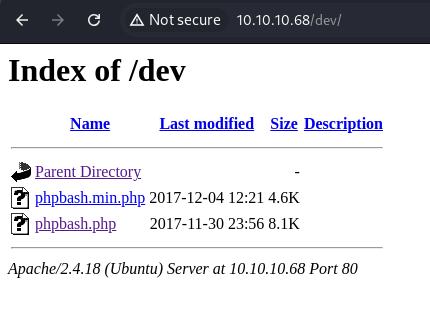 Not secure 10.10.10.68/dev/
Index of /dev
Name Last modified Size Description
Parent Directory -
phpbash.min.php 2017-12-04 12:21 4.6K
phpbash.php 2017-11-30 23:56 8.1K
Apache/2.4.18 (Ubuntu) Server at 10.10.10.68 Port 80